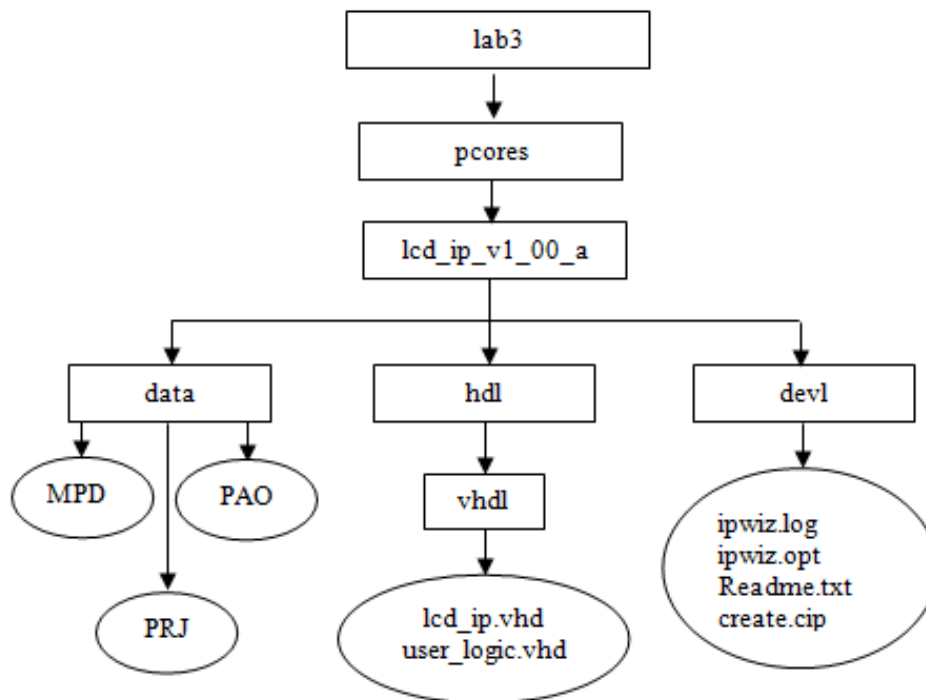 lab3
pcores
lcd_ip_v1_00_a
data
hdl
devl
MPD
PAO
vhdl
PRJ
lcd_ip.vhd
user_logic.vhd
ipwiz.log
ipwiz.opt
Readme.txt
create.cip